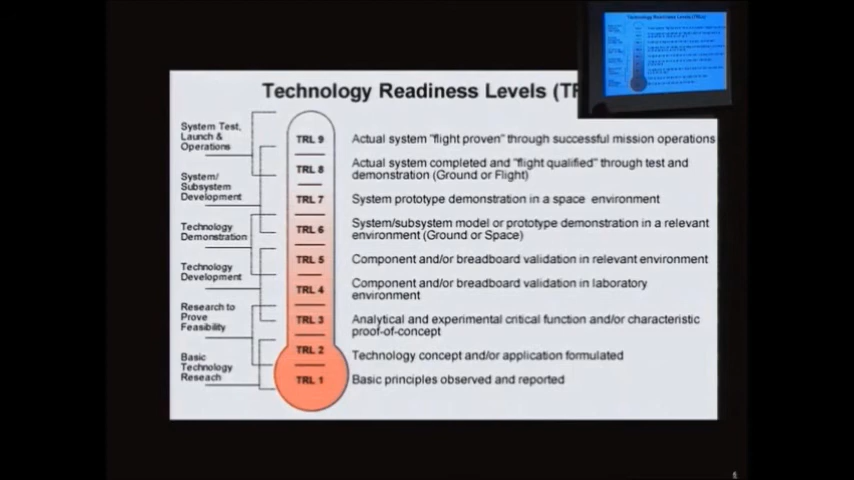 Technology Readiness Levels (TR
System Test,
Launch &
Operations
System/
Subsystem
Development
Technology
Demonstration
Technology
Development
Research to
Prove
Feasibility
Basic
Technology
Reseach
TRL 9
Actual system "flight proven" through successful mission operations
TRL 8
Actual system completed and "flight qualified" through test and
demonstration (Ground or Flight)
TRL 7
System prototype demonstration in a space environment
TRL 6
System/subsystem model or prototype demonstration in a relevant
environment (Ground or Space)
TRL 5
Component and/or breadboard validation in relevant environment
TRL 4
Component and/or breadboard validation in laboratory
environment
TRL 3
Analytical and experimental critical function and/or characteristic
proof-of-concept
TRL 2
Technology concept and/or application formulated
TRL 1
Basic principles observed and reported
Technology Readiness Levels (TRLs)